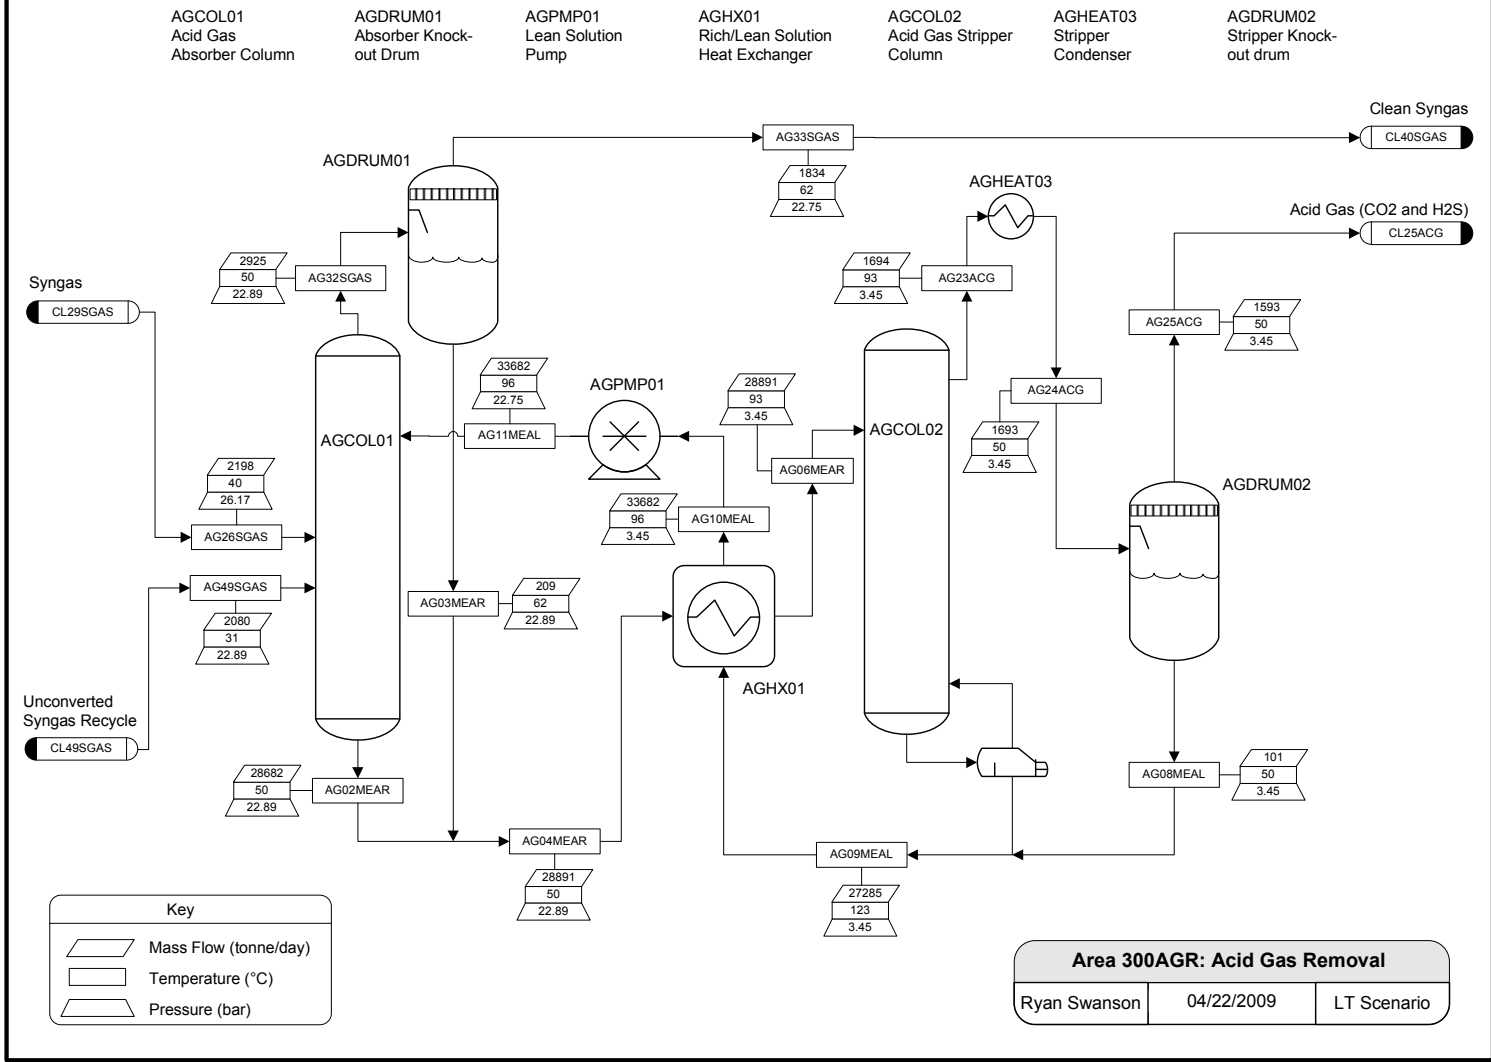 AGCOL01
Acid Gas
Absorber Column
AGDRUM01
Absorber Knock-
out Drum
AGPMP01
Lean Solution
Pump
AGHX01
Rich/Lean Solution
Heat Exchanger
AGCOL02
Acid Gas Stripper
Column
AGHEAT03
Stripper
Condenser
AGDRUM02
Stripper Knock-
out drum
Clean Syngas
CL40SGAS
AG33SGAS
1834
62
22.75
AGDRUM01
AGHEAT03
Acid Gas (CO2 and H2S)
CL25ACG
2925
50
22.89
AG32SGAS
1694
93
3.45
AG23ACG
Syngas
CL29SGAS
AG25ACG
1593
50
3.45
33682
96
22.75
AG11MEAL
AGPMP01
28891
93
3.45
AG06MEAR
AG24ACG
1693
50
3.45
AGCOL01
AGCOL02
2198
40
26.17
AG26SGAS
33682
96
3.45
AG10MEAL
AGDRUM02
AG49SGAS
2080
31
22.89
AG03MEAR
209
62
22.89
AGHX01
Unconverted
Syngas Recycle
CL49SGAS
28682
50
22.89
AG02MEAR
AG08MEAL
101
50
3.45
AG04MEAR
28891
50
22.89
AG09MEAL
27285
123
3.45
Key
Mass Flow (tonne/day)
Temperature (°C)
Pressure (bar)
Area 300AGR: Acid Gas Removal
Ryan Swanson
04/22/2009
LT Scenario